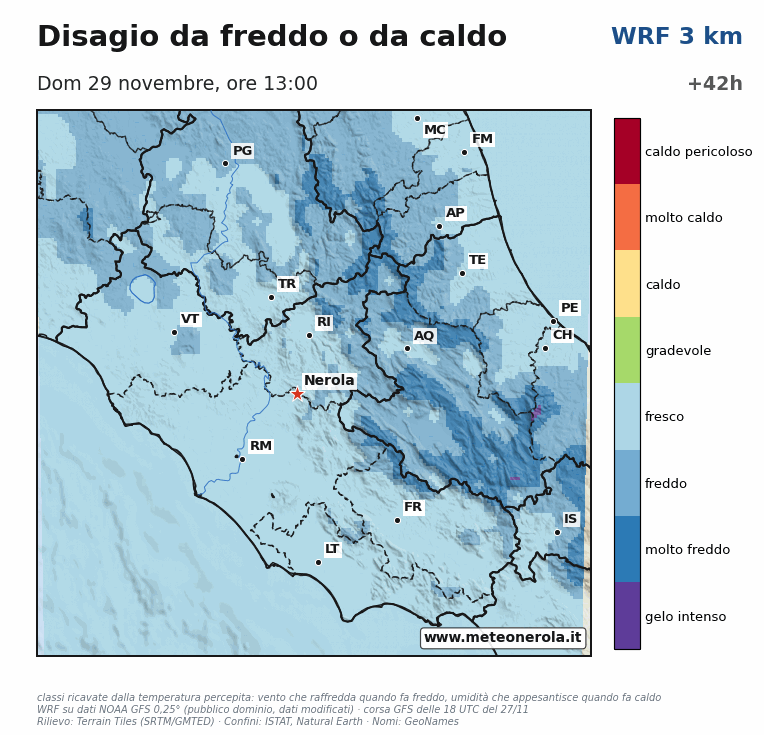 Disagio da freddo o da caldo
WRF 3 km
Dom 29 novembre, ore 13:00
+42h
MC
FM
PG
AP
TE
TR
PE
VT
RI
AQ
CH
Nerola
RM
FR
IS
LT
www.meteonerola.it
caldo pericoloso
molto caldo
caldo
gradevole
fresco
freddo
molto freddo
gelo intenso
classi ricavate dalla temperatura percepita: vento che raffredda quando fa freddo, umidità che appesantisce quando fa caldo
WRF su dati NOAA GFS 0,25° (pubblico dominio, dati modificati) · corsa GFS delle 18 UTC del 27/11
Rilievo: Terrain Tiles (SRTM/GMTED) · Confini: ISTAT, Natural Earth · Nomi: GeoNames